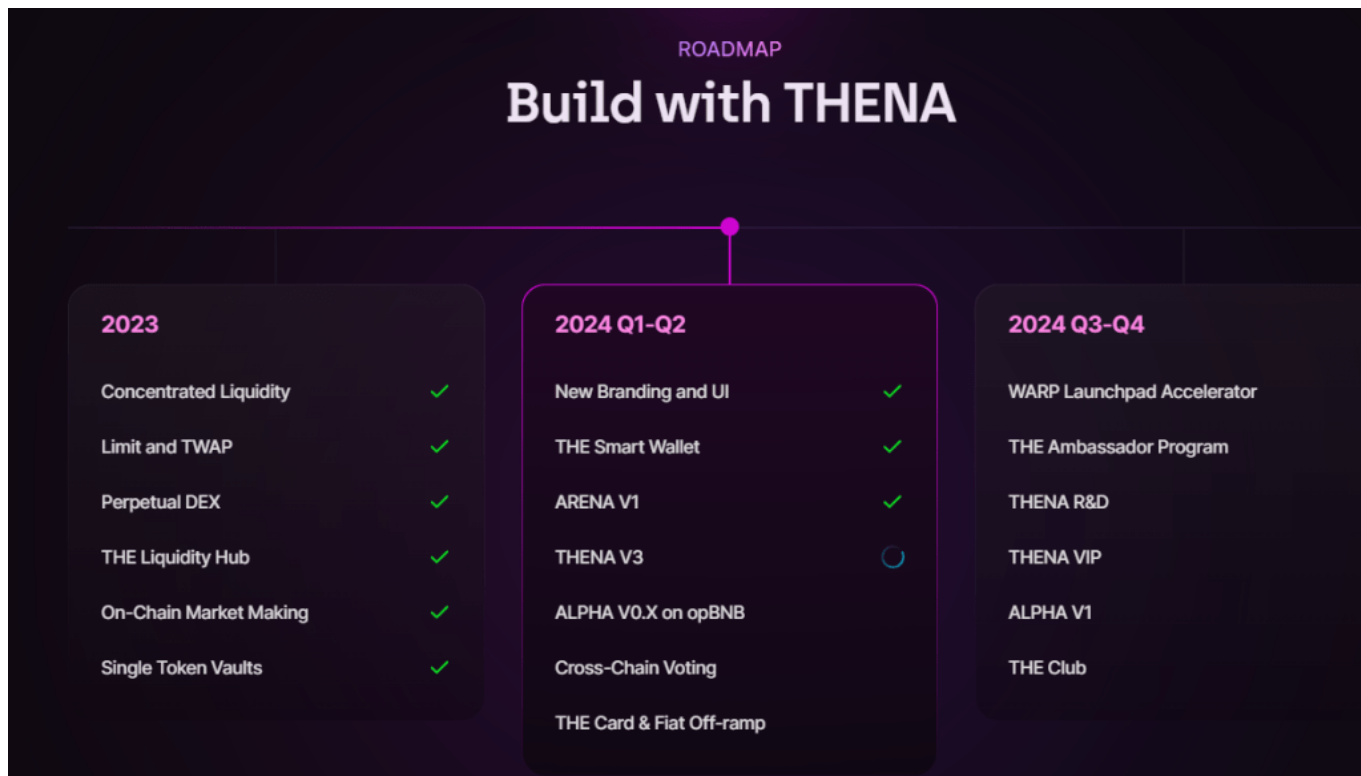 ROADMAP
Build with THENA
2023
Concentrated Liquidity
Limit and TWAP
Perpetual DEX
THE Liquidity Hub
On-Chain Market Making
Single Token Vaults
2024 Q1-Q2
New Branding and UI
THE Smart Wallet
ARENA V1
THENA V3
ALPHA V0.X on opBNB
Cross-Chain Voting
THE Card & Fiat Off-ramp
2024 Q3-Q4
WARP Launchpad Accelerator
THE Ambassador Program
THENA R&D
THENA VIP
ALPHA V1
THE Club